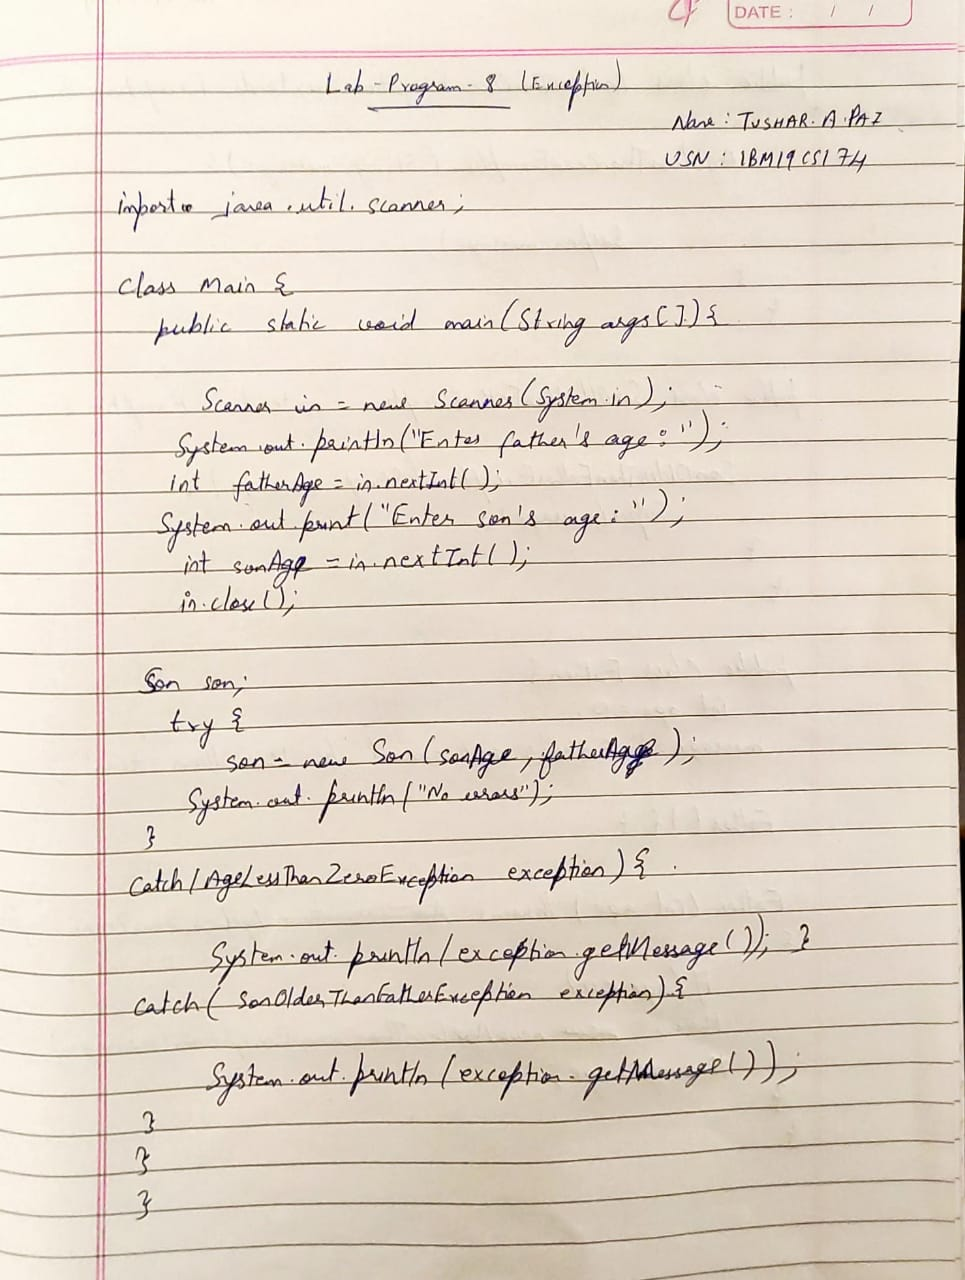 DATE : / /
Lab - Program - 8 (Exception)
Name : TUSHAR. A. PAI
USN : 1BM19CS174
import java.util.scanner;
class Main {
public static void main(String args[]){
Scanner in = new Scanner(System.in);
System.out.println("Enter father's age:");
int fatherAge = in.nextInt();
System.out.print("Enter son's age:");
int sonAge = in.nextInt();
in.close();
Son son;
try {
son = new Son(sonAge, fatherAge);
System.out.println("No errors");
}
catch(AgeLessThanZeroException exception){
System.out.println(exception.getMessage()); }
catch(SonOlderThanFatherException exception){
System.out.println(exception.getMessage());
}
}
}